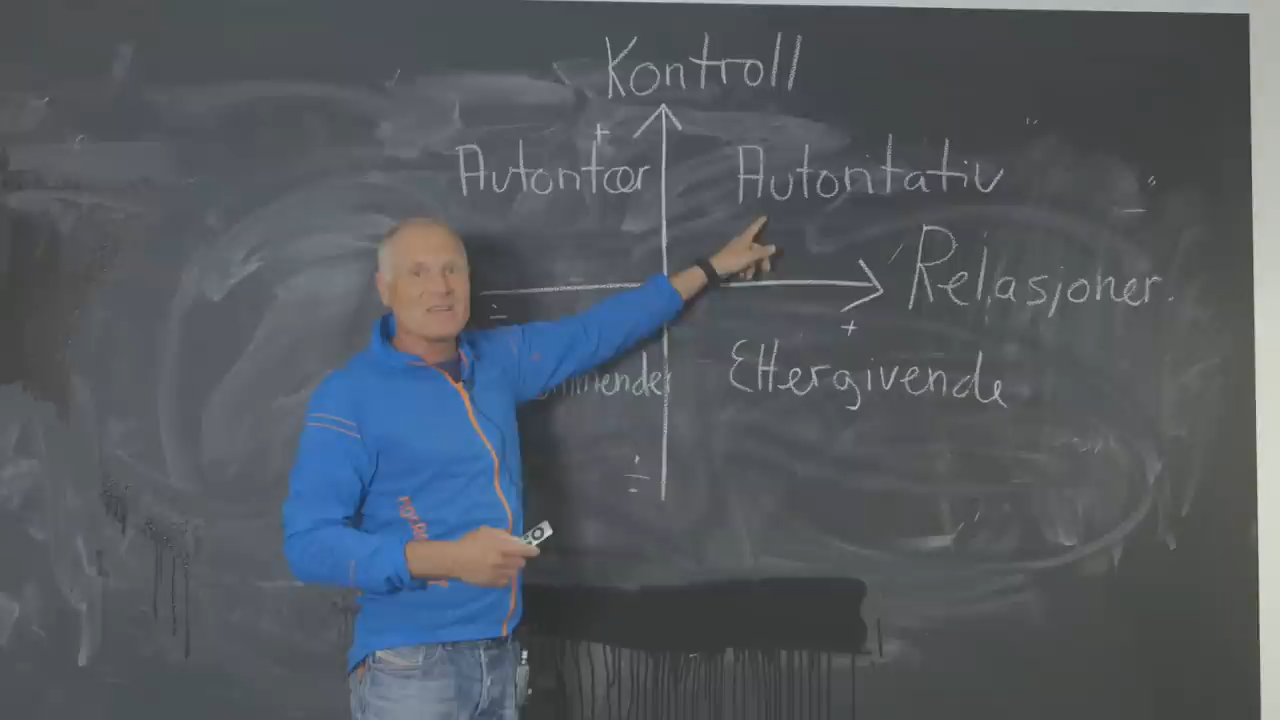 Kontroll
+
Autoritær Autoritativ
Relasjoner.
+
Ettergivende